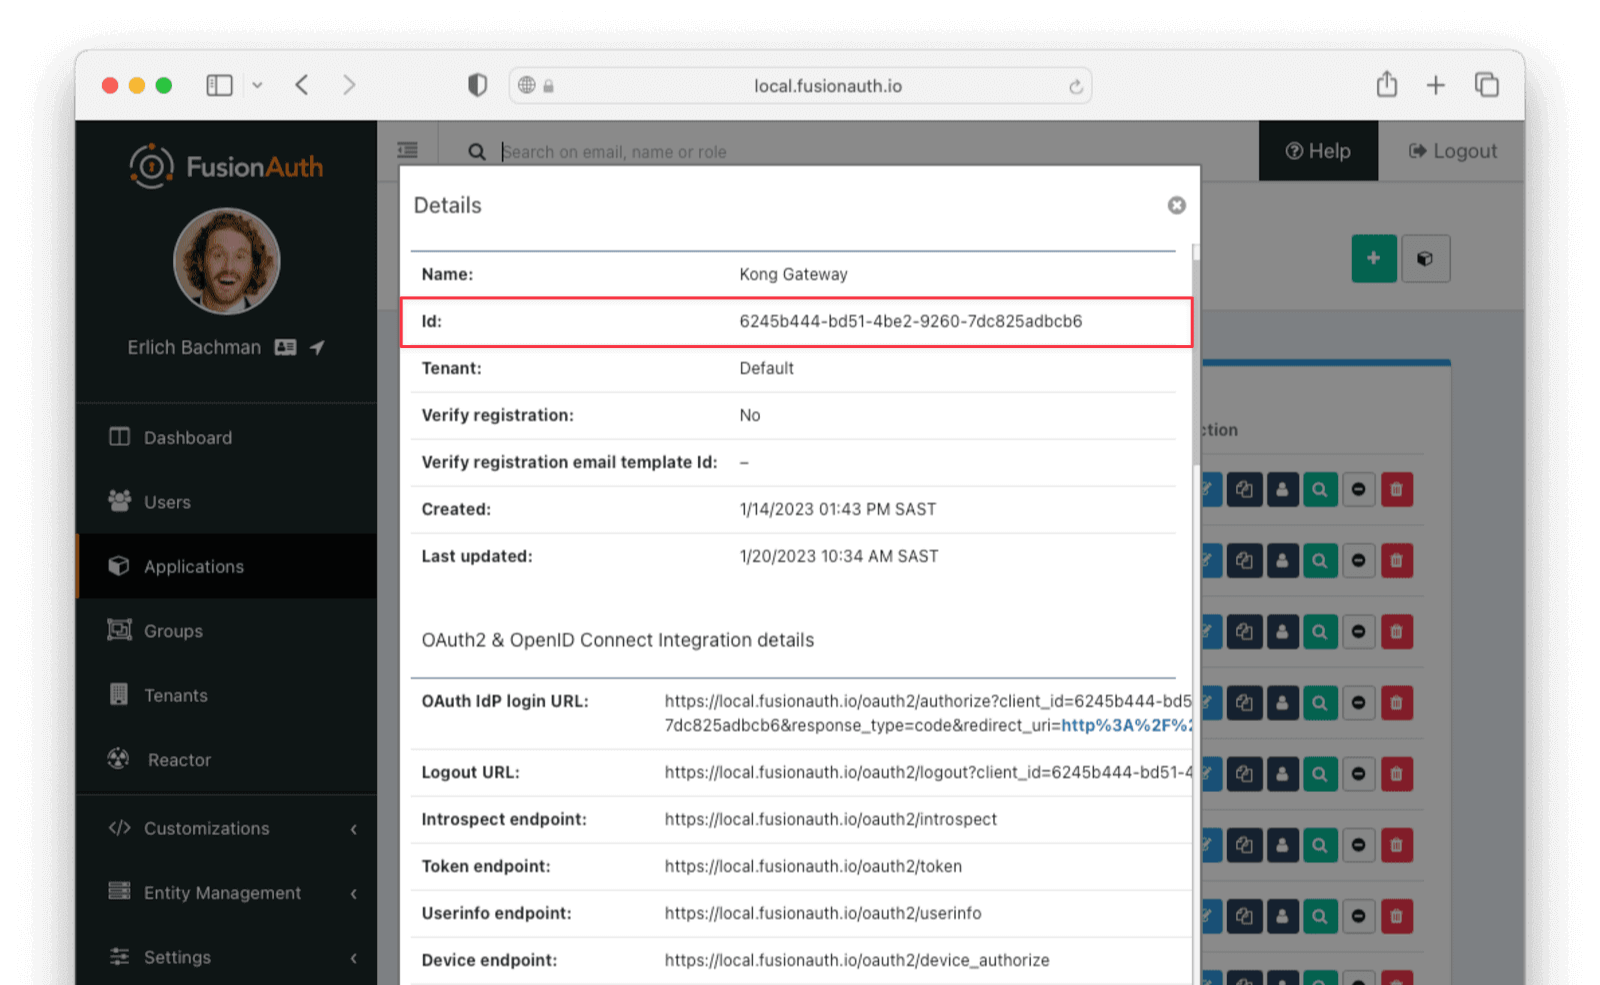 local.fusionauth.io
FusionAuth
Search on email, name or role
Help
Logout
Erlich Bachman
Dashboard
Users
Applications
Groups
Tenants
Reactor
Customizations
Entity Management
Settings
Details
Name: Kong Gateway
Id: 6245b444-bd51-4be2-9260-7dc825adbcb6
Tenant: Default
Verify registration: No
Verify registration email template Id: –
Created: 1/14/2023 01:43 PM SAST
Last updated: 1/20/2023 10:34 AM SAST
OAuth2 & OpenID Connect Integration details
OAuth IdP login URL: https://local.fusionauth.io/oauth2/authorize?client_id=6245b444-bd5
7dc825adbcb6&response_type=code&redirect_uri=http%3A%2F%2
Logout URL: https://local.fusionauth.io/oauth2/logout?client_id=6245b444-bd51-4
Introspect endpoint: https://local.fusionauth.io/oauth2/introspect
Token endpoint: https://local.fusionauth.io/oauth2/token
Userinfo endpoint: https://local.fusionauth.io/oauth2/userinfo
Device endpoint: https://local.fusionauth.io/oauth2/device_authorize
ction